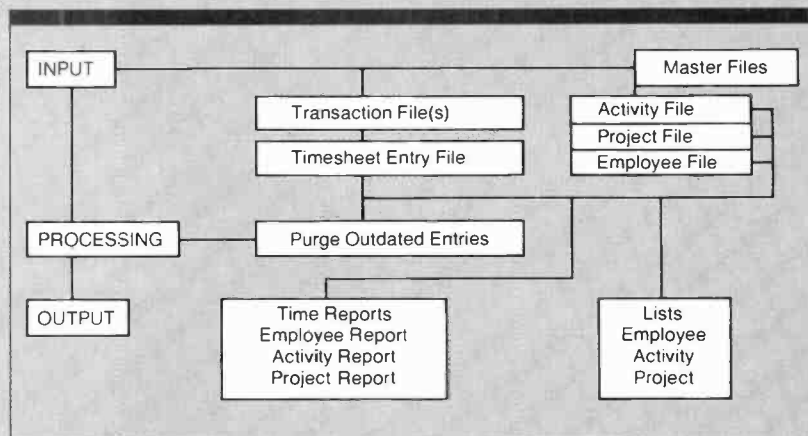 INPUT
Master Files
Transaction File(s)
Activity File
Project File
Timesheet Entry File
Employee File
PROCESSING
Purge Outdated Entries
OUTPUT
Time Reports
Employee Report
Activity Report
Project Report
Lists
Employee
Activity
Project